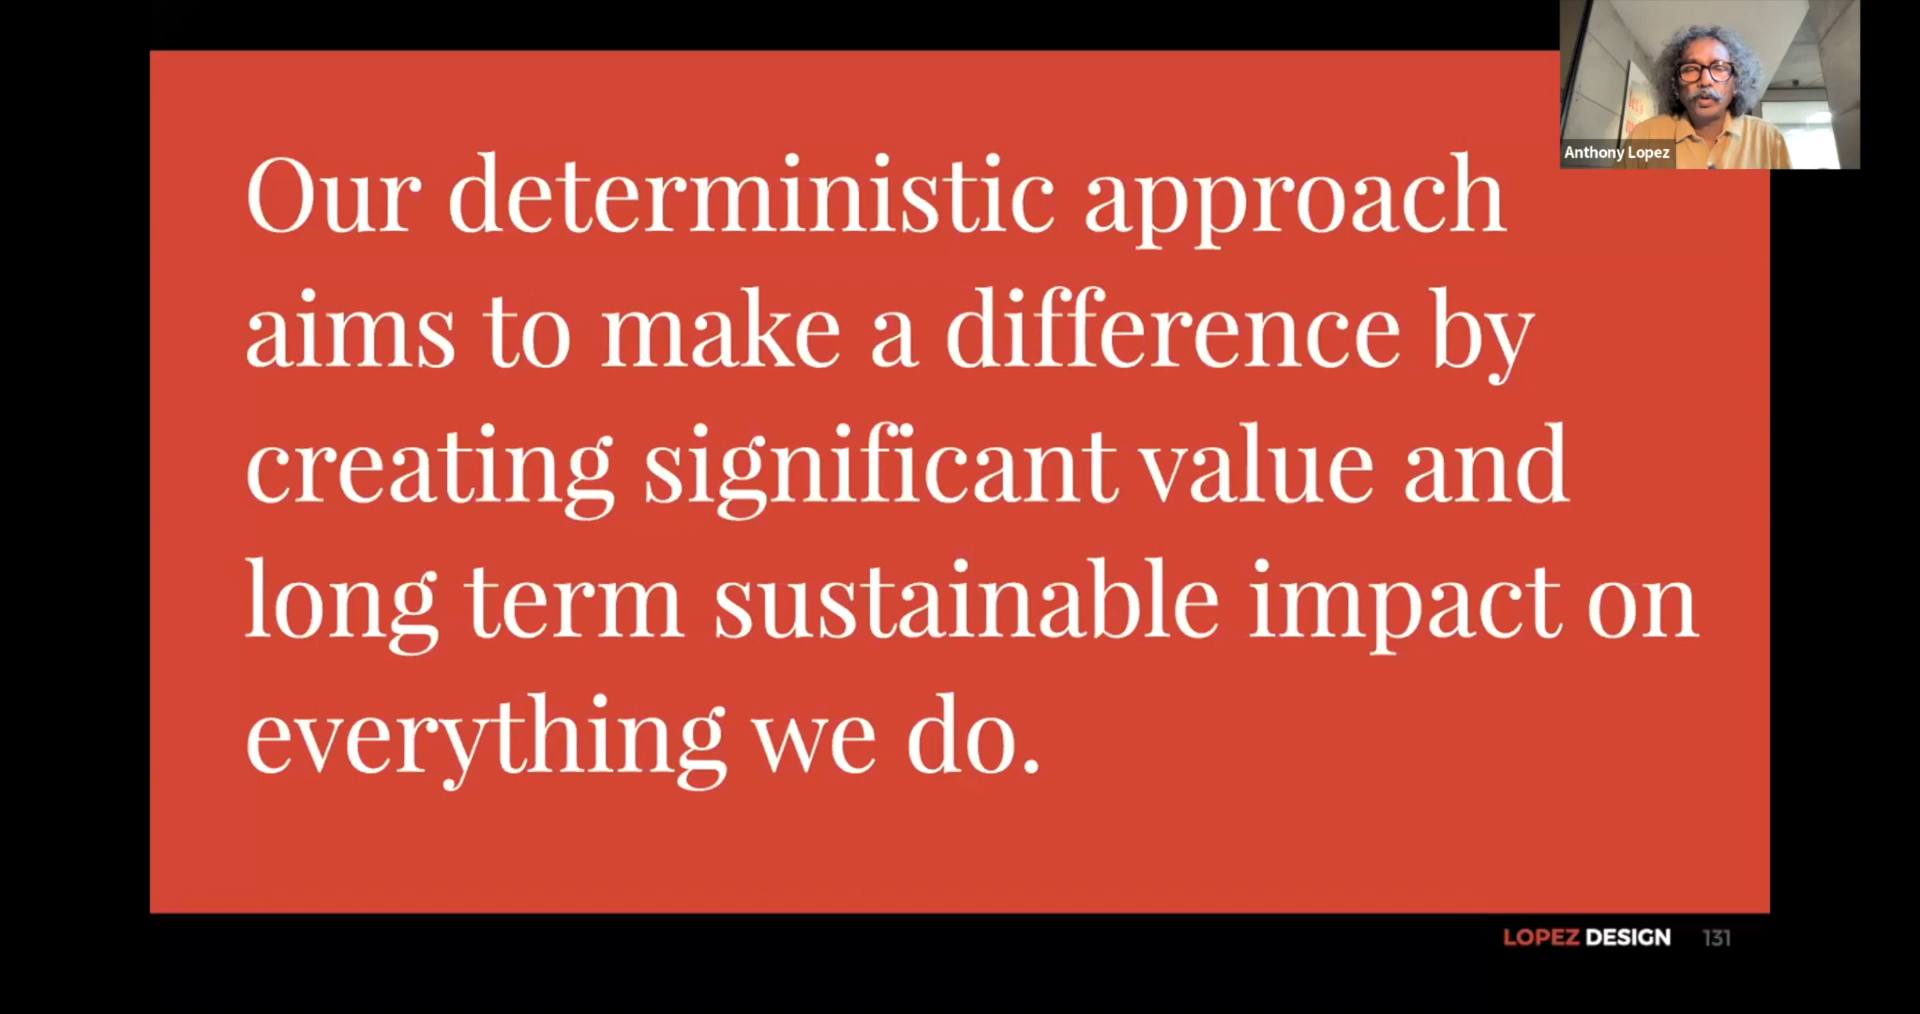 Anthony Lopez
Our deterministic approach
aims to make a difference by
creating significant value and
long term sustainable impact on
everything we do.
LOPEZ DESIGN 131